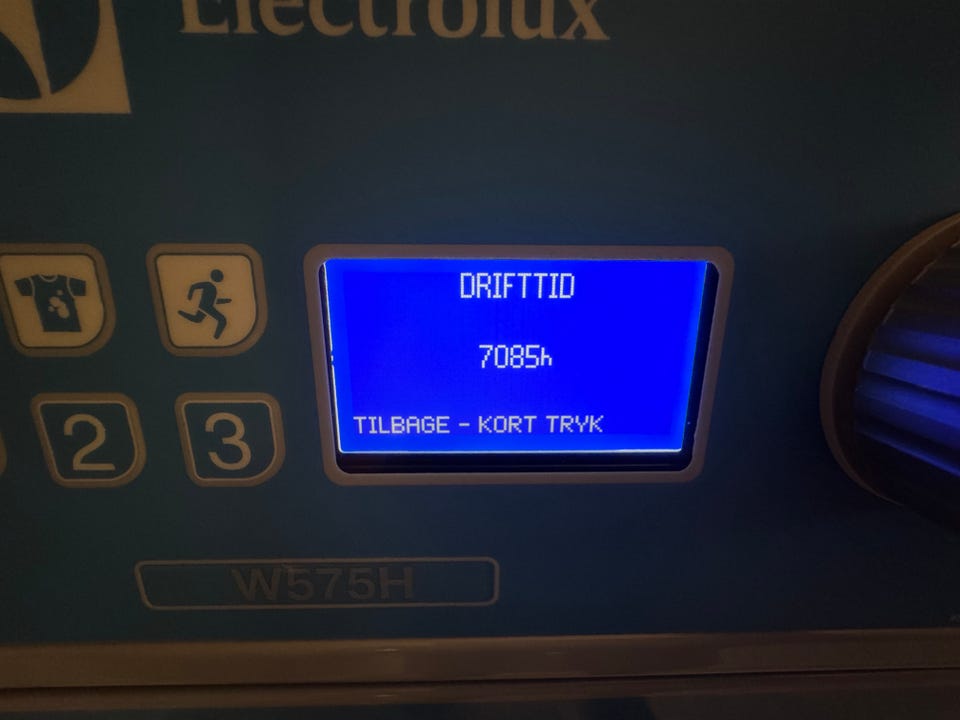 Electrolux
DRIFTTID
7085h
TILBAGE - KORT TRYK
2
3
W575H